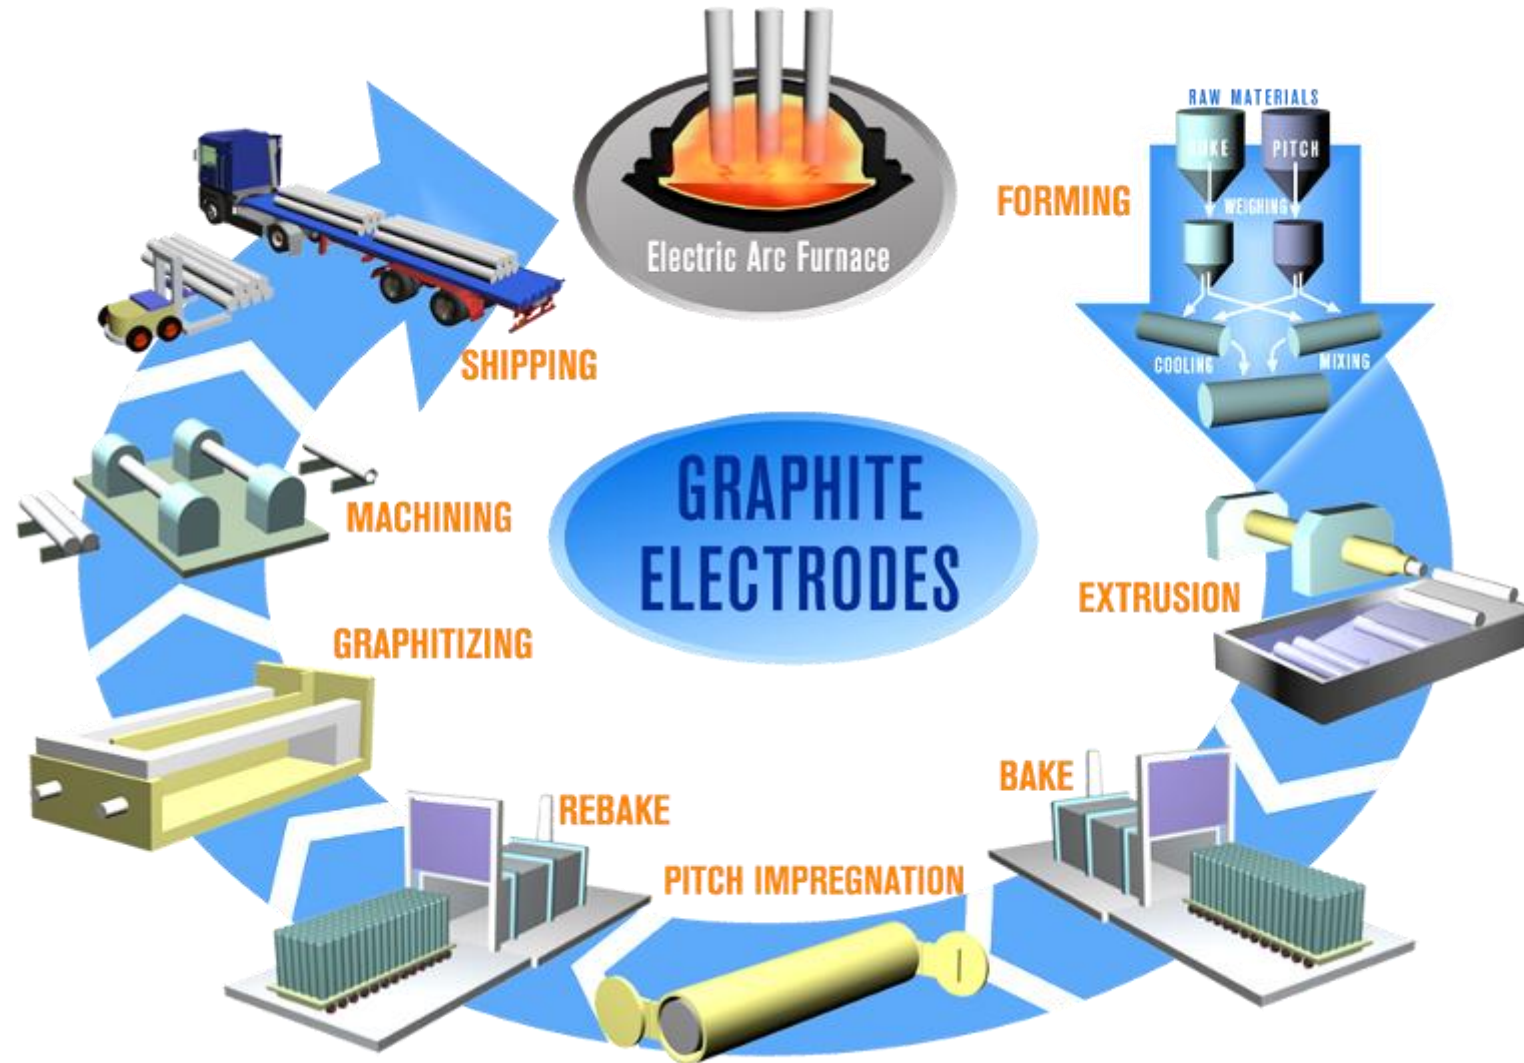 Electric Arc Furnace
RAW MATERIALS
COKE PITCH
FORMING
WEIGHING
COOLING MIXING
SHIPPING
GRAPHITE
ELECTRODES
MACHINING
EXTRUSION
GRAPHITIZING
BAKE
REBAKE
PITCH IMPREGNATION